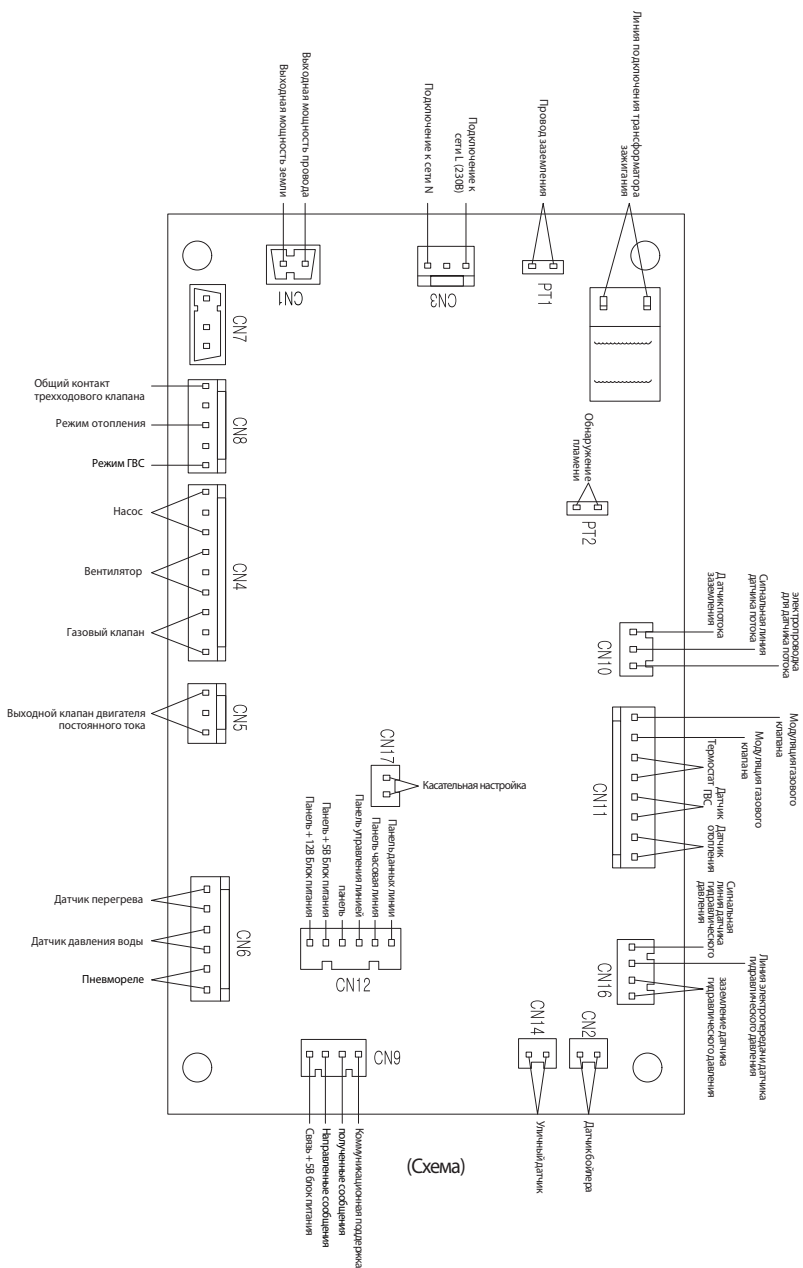 Линия подключения трансформатора
зажигания
Провод заземления
Подключение к
сети L (230В)
Подключение к сети N
Выходная мощность провода
Выходная мощность земли
CN1
CN3
PT1
CN7
Общий контакт
трехходового клапана
Режим отопления
Режим ГВС
CN8
Обнаружение
пламени
PT2
Насос
Вентилятор
Газовый клапан
CN4
Датчик потока
заземления
Сигнальная линия
датчика потока
электропроводка
для датчика потока
CN10
Выходной клапан двигателя
постоянного тока
CN5
CN17
Касательная настройка
Модуляция газового
клапана
Модуляция газового
клапана
Термостат
Датчик
ГВС
Датчик
отопления
CN11
Панель + 12В Блок питания
Панель + 5В Блок питания
панель
Панель управления линией
Панель часовая линия
Панель данных линии
CN12
Датчик перегрева
Датчик давления воды
Пневмореле
CN6
Сигнальная
линия датчика
гидравлического
давления
Линия электропередачи датчика
гидравлического давления
заземление датчика
гидравлического давления
CN16
CN9
CN14
CN2
Связь + 5В блок питания
Направленные сообщения
полученные сообщения
Коммуникационная поддержка
Уличный датчик
Датчик бойлера
(Схема)